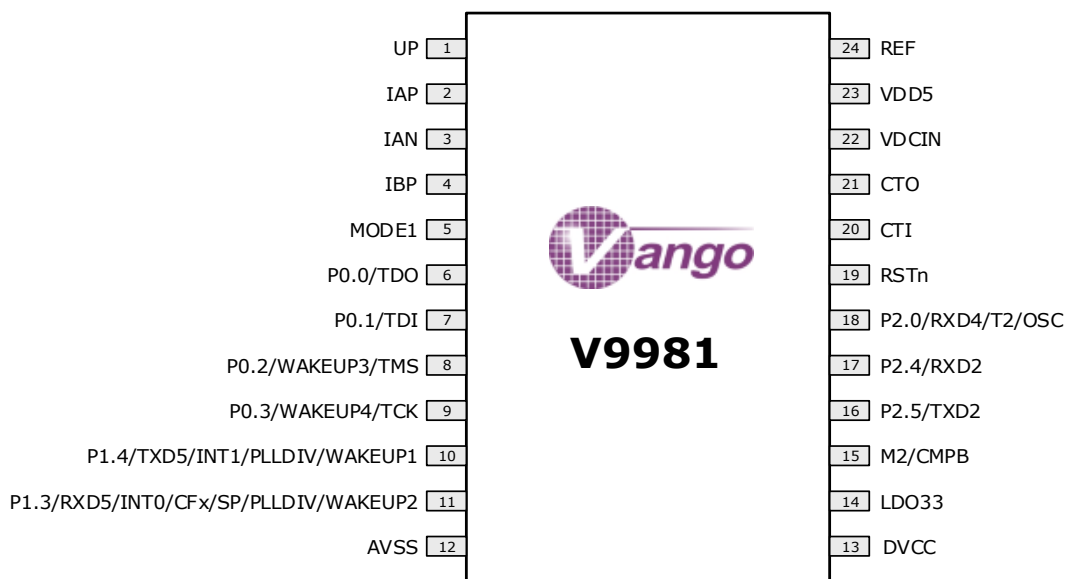 UP 1 24 REF
IAP 2 23 VDD5
IAN 3 22 VDCIN
IBP 4 21 CTO
MODE1 5 20 CTI
P0.0/TDO 6 19 RSTn
P0.1/TDI 7 18 P2.0/RXD4/T2/OSC
P0.2/WAKEUP3/TMS 8 17 P2.4/RXD2
P0.3/WAKEUP4/TCK 9 16 P2.5/TXD2
P1.4/TXD5/INT1/PLLDIV/WAKEUP1 10 15 M2/CMPB
P1.3/RXD5/INT0/CFx/SP/PLLDIV/WAKEUP2 11 14 LDO33
AVSS 12 13 DVCC
Vango
V9981